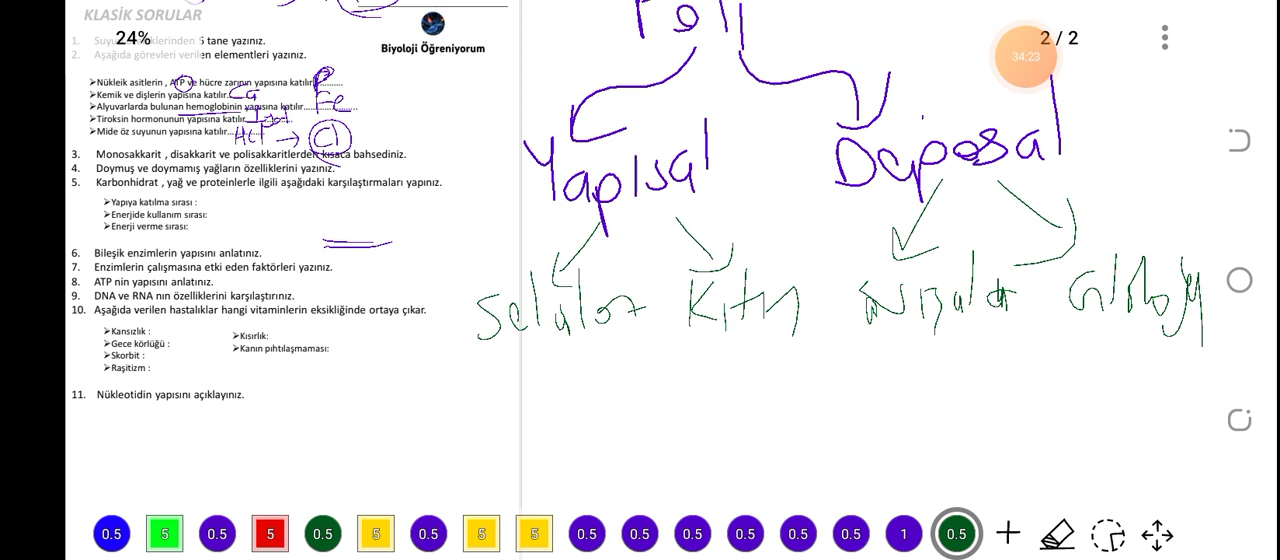 KLASİK SORULAR
24%
1. Suyun özelliklerinden 5 tane yazınız.
2. Aşağıda görevleri verilen elementleri yazınız.
Biyoloji Öğreniyorum
2 / 2
34:23
➤Nükleik asitlerin , ATP ve hücre zarının yapısına katılır............ P
➤Kemik ve dişlerin yapısına katılır. Ca
➤Alyuvarlarda bulunan hemoglobinin yapısına katılır.................. Fe
➤Tiroksin hormonunun yapısına katılır.
➤Mide öz suyunun yapısına katılır... HCl → Cl
3. Monosakkarit , disakkarit ve polisakkaritlerden kısaca bahsediniz.
4. Doymuş ve doymamış yağların özelliklerini yazınız.
5. Karbonhidrat , yağ ve proteinlerle ilgili aşağıdaki karşılaştırmaları yapınız.
➤Yapıya katılma sırası :
➤Enerjide kullanım sırası:
➤Enerji verme sırası:
6. Bileşik enzimlerin yapısını anlatınız.
7. Enzimlerin çalışmasına etki eden faktörleri yazınız.
8. ATP nin yapısını anlatınız.
9. DNA ve RNA nın özelliklerini karşılaştırınız.
10. Aşağıda verilen hastalıklar hangi vitaminlerin eksikliğinde ortaya çıkar.
➤Kansızlık :
➤Gece körlüğü :
➤Skorbit :
➤Raşitizm :
➤Kısırlık:
➤Kanın pıhtılaşmaması:
11. Nükleotidin yapısını açıklayınız.
Poli
Yapısal Deposal
Selüloz Kitin Nişasta Glikojen
0.5 5 0.5 5 0.5 5 0.5 5 5 0.5 0.5 0.5 0.5 0.5 0.5 1 0.5